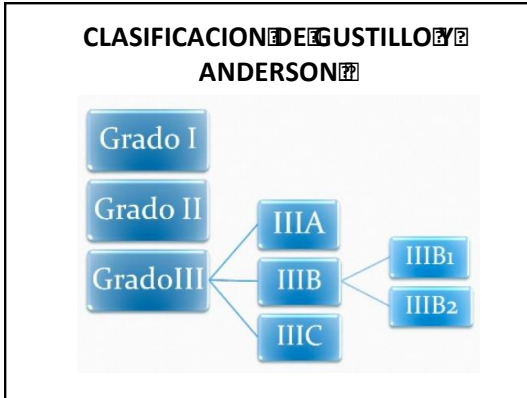 CLASIFICACION DE GUSTILLO Y
ANDERSON
Grado I
Grado II
GradoIII
IIIA
IIIB
IIIC
IIIB1
IIIB2